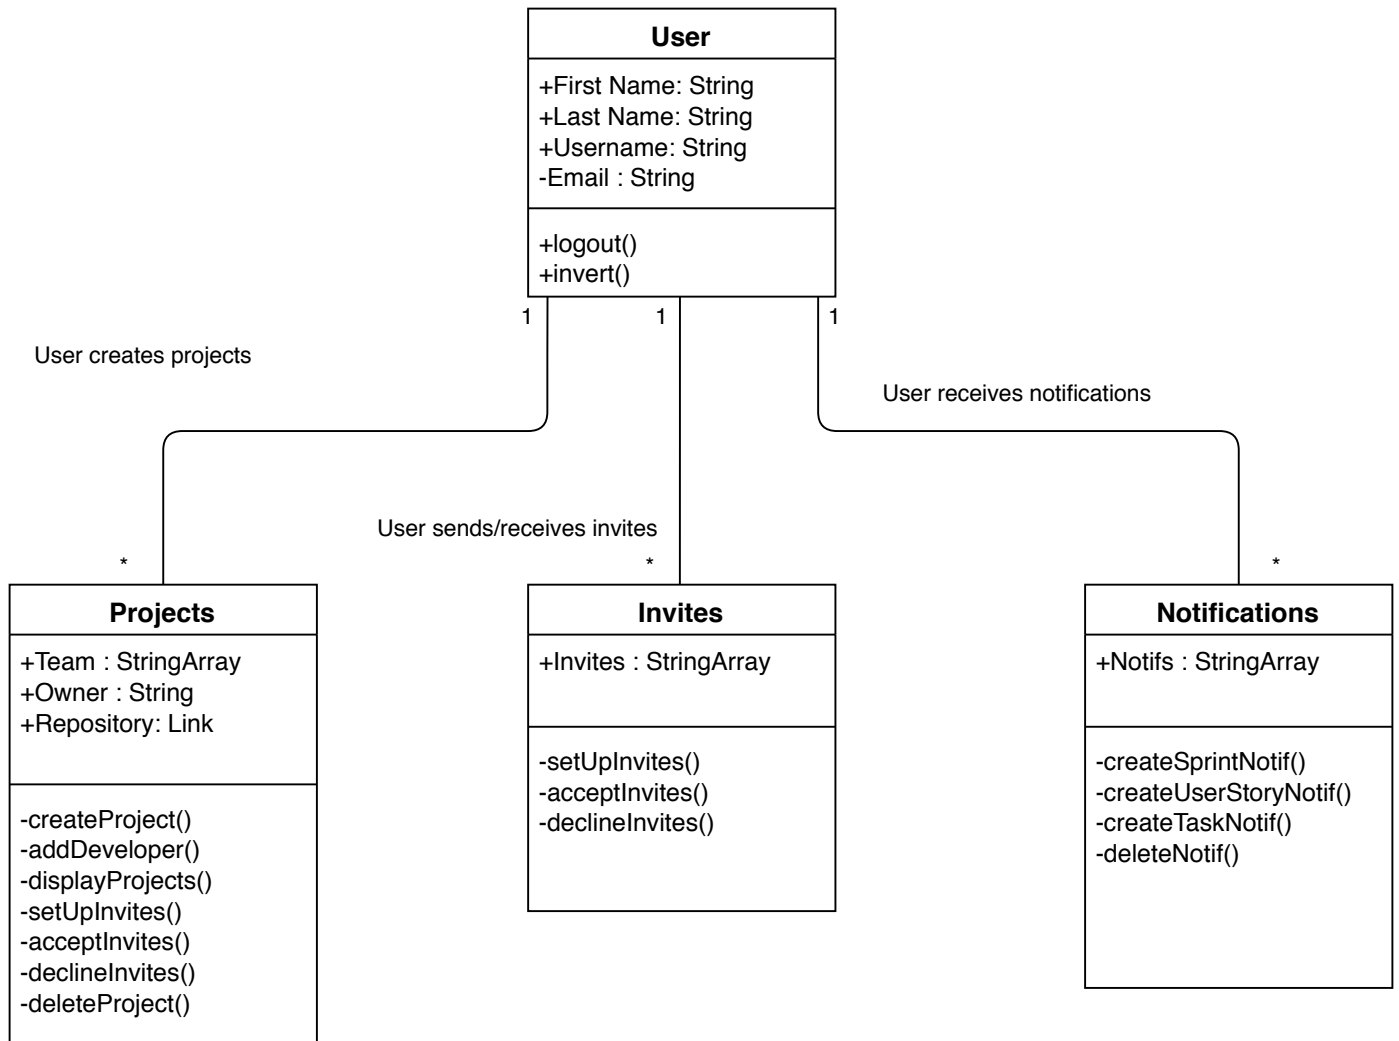 User
+First Name: String
+Last Name: String
+Username: String
-Email : String
+logout()
+invert()
1
1
1
User creates projects
User receives notifications
User sends/receives invites
*
*
*
Projects
+Team : StringArray
+Owner : String
+Repository: Link
-createProject()
-addDeveloper()
-displayProjects()
-setUpInvites()
-acceptInvites()
-declineInvites()
-deleteProject()
Invites
+Invites : StringArray
-setUpInvites()
-acceptInvites()
-declineInvites()
Notifications
+Notifs : StringArray
-createSprintNotif()
-createUserStoryNotif()
-createTaskNotif()
-deleteNotif()